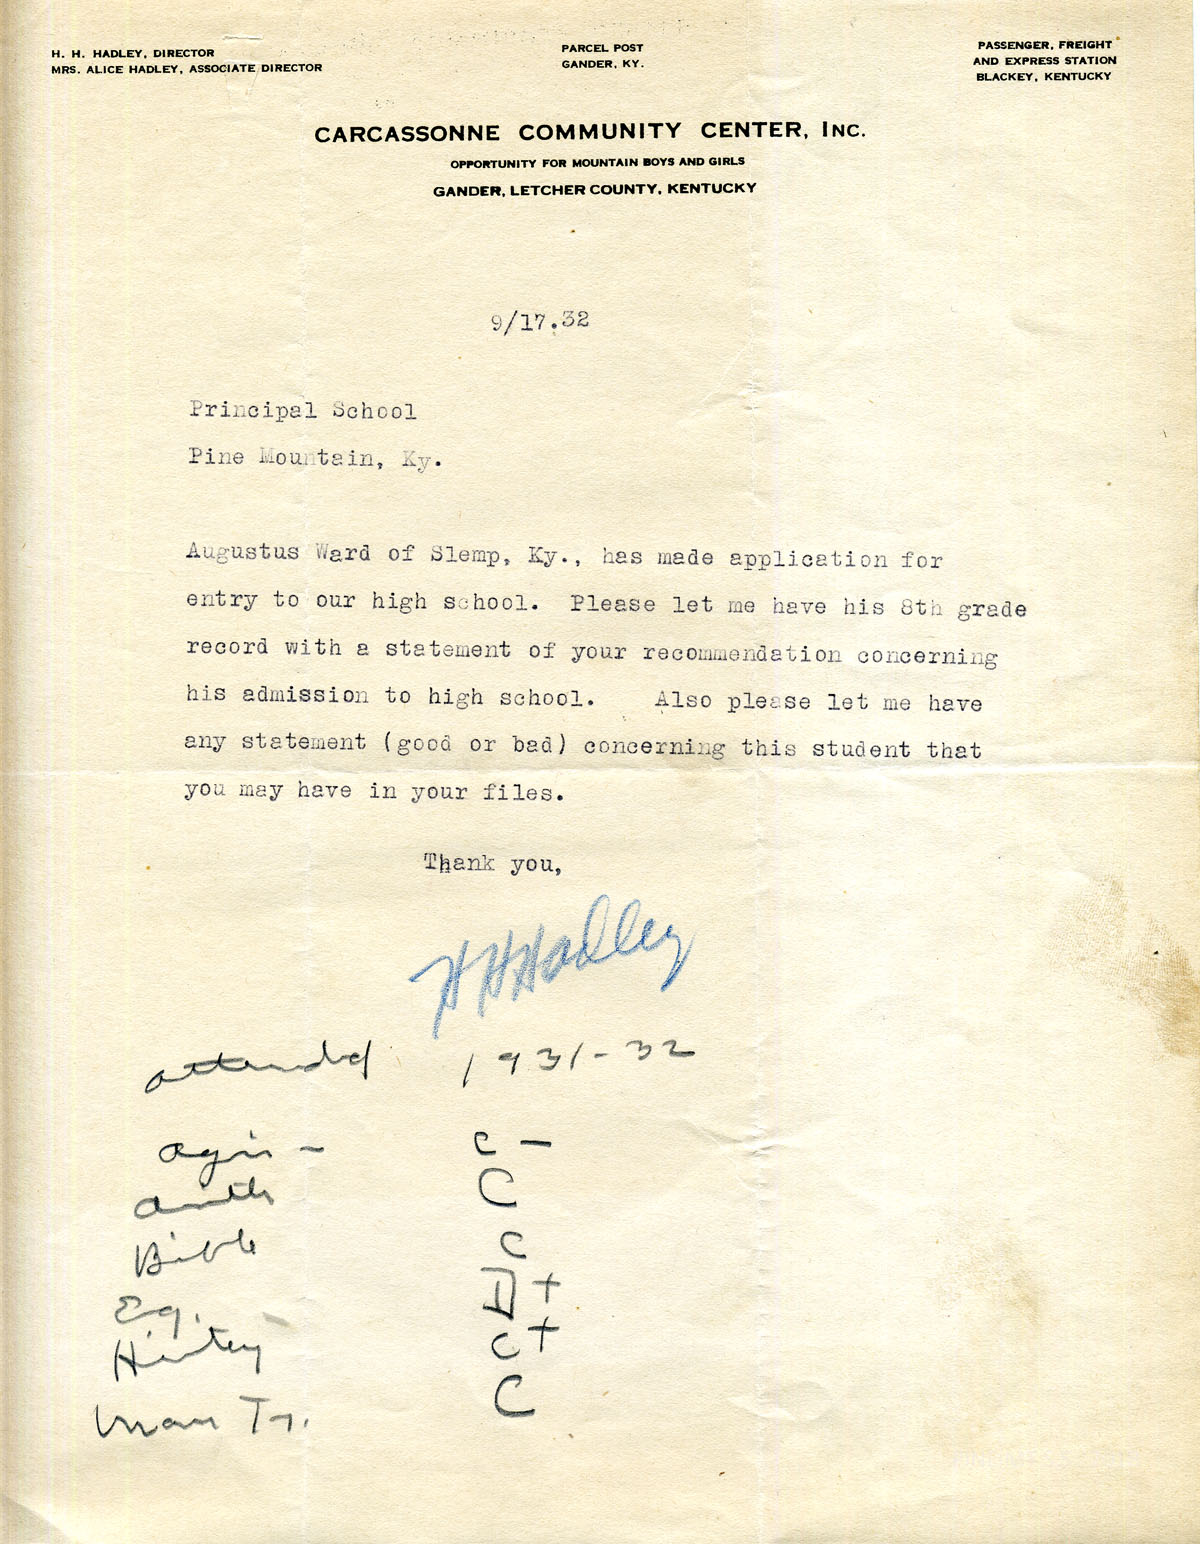 H. H. HADLEY, DIRECTOR
MRS. ALICE HADLEY, ASSOCIATE DIRECTOR
PARCEL POST
GANDER, KY.
PASSENGER, FREIGHT
AND EXPRESS STATION
BLACKEY, KENTUCKY
CARCASSONNE COMMUNITY CENTER, INC.
OPPORTUNITY FOR MOUNTAIN BOYS AND GIRLS
GANDER, LETCHER COUNTY, KENTUCKY
9/17.32
Principal School
Pine Mountain, Ky.
Augustus Ward of Slemp, Ky., has made application for
entry to our high school. Please let me have his 8th grade
record with a statement of your recommendation concerning
his admission to high school. Also please let me have
any statement (good or bad) concerning this student that
you may have in your files.
Thank you,
H H Hadley
attended 1931-32
agri - C -
arith C
Bible C
Eg. D +
History C +
Man Tr. C